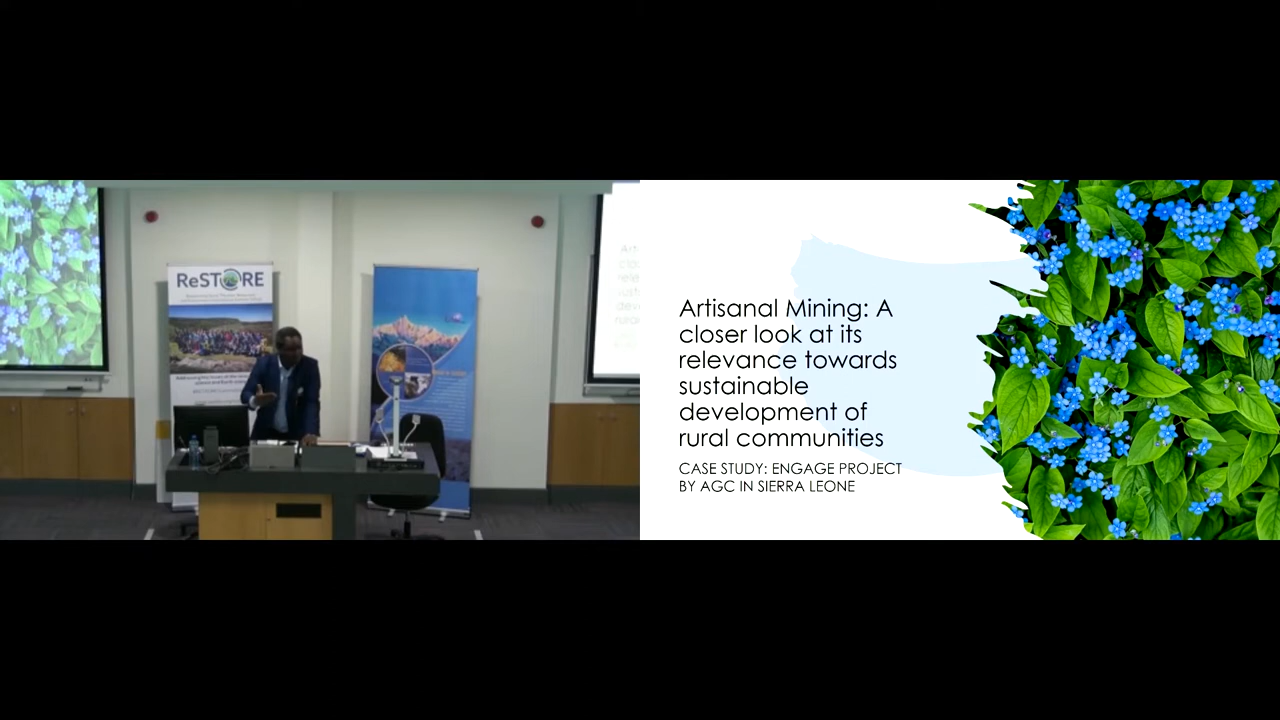 ReSTORE
Artisanal Mining: A
closer look at its
relevance towards
sustainable
development of
rural communities
CASE STUDY: ENGAGE PROJECT
BY AGC IN SIERRA LEONE